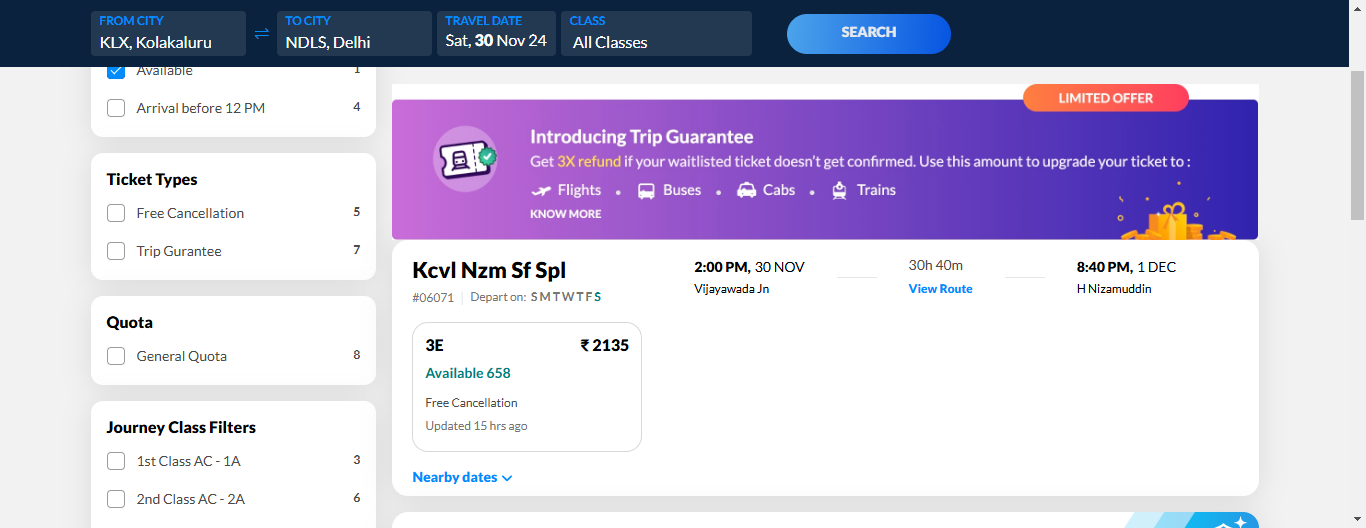 FROM CITY
KLX, Kolakaluru
TO CITY
NDLS, Delhi
TRAVEL DATE
Sat, 30 Nov 24
CLASS
All Classes
SEARCH
Available 1
Arrival before 12 PM 4
Ticket Types
Free Cancellation 5
Trip Gurantee 7
Quota
General Quota 8
Journey Class Filters
1st Class AC - 1A 3
2nd Class AC - 2A 6
LIMITED OFFER
Introducing Trip Guarantee
Get 3X refund if your waitlisted ticket doesn't get confirmed. Use this amount to upgrade your ticket to :
Flights • Buses • Cabs • Trains
KNOW MORE
Kcvl Nzm Sf Spl
#06071 | Depart on: S M T W T F S
2:00 PM, 30 NOV
Vijayawada Jn
30h 40m
View Route
8:40 PM, 1 DEC
H Nizamuddin
3E ₹ 2135
Available 658
Free Cancellation
Updated 15 hrs ago
Nearby dates